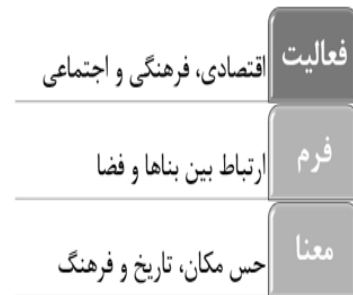 فعالیت
اقتصادی، فرهنگی و اجتماعی
فرم
ارتباط بین بناها و فضا
معنا
حس مکان، تاریخ و فرهنگ